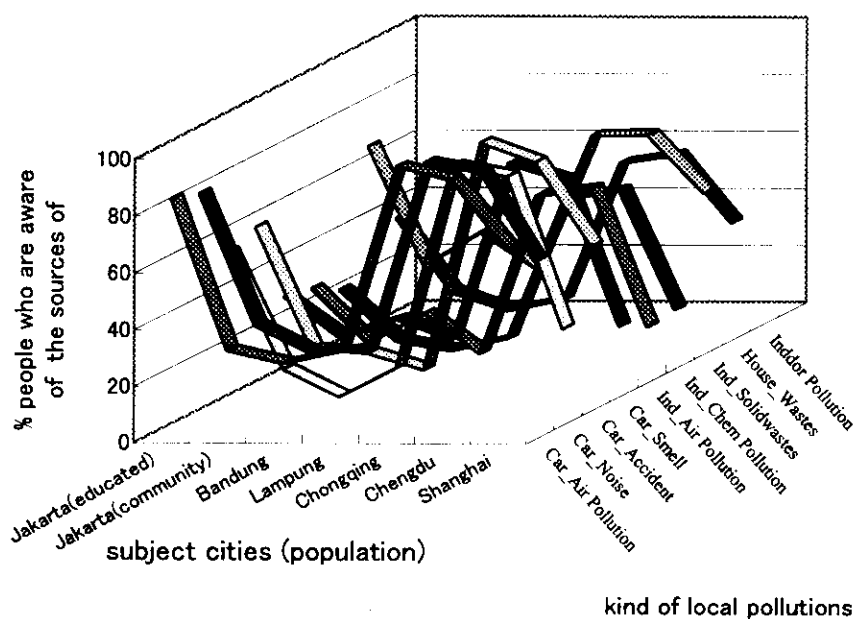 % people who are aware
of the sources of
100
80
60
40
20
0
Jakarta(educated)
Jakarta(community)
Bandung
Lampung
Chongqing
Chengdu
Shanghai
subject cities (population)
Car_Air Pollution
Car_Noise
Car_Accident
Car_Smell
Ind_Air Pollution
Ind_Chem Pollution
Ind_Solidwastes
House_Wastes
Inddor Pollution
kind of local pollutions